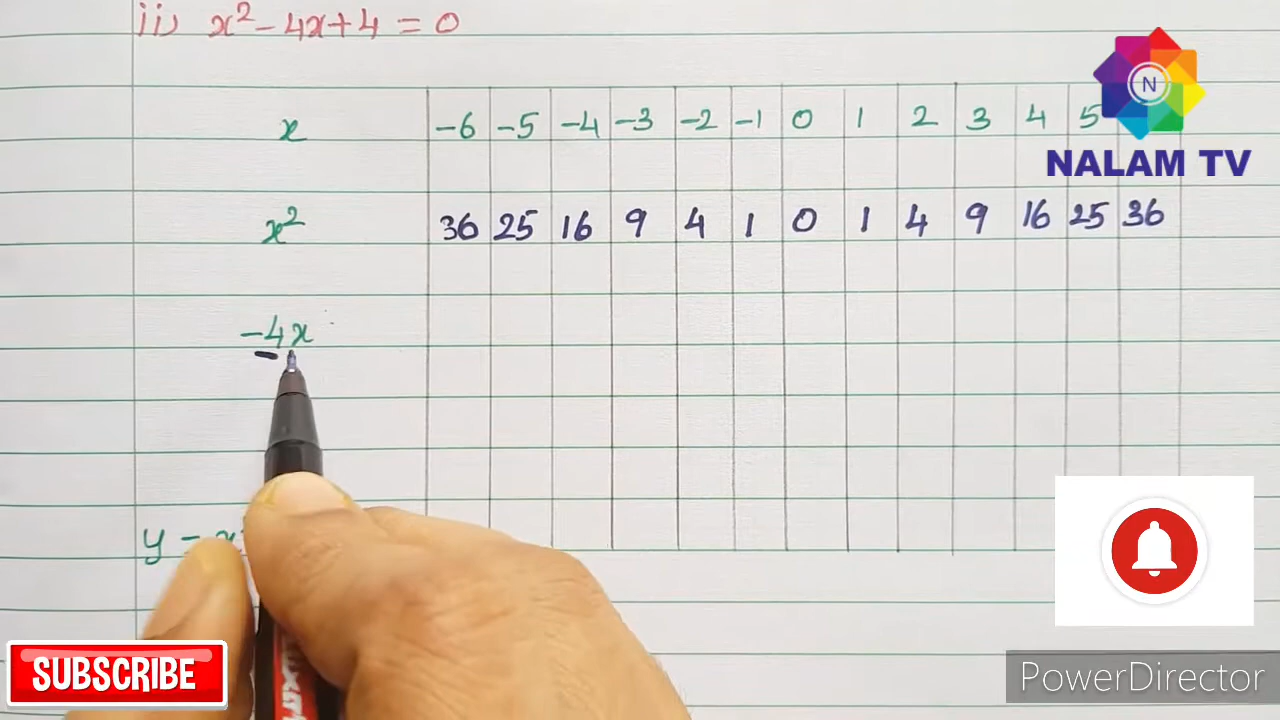 ii) x² - 4x + 4 = 0
x -6 -5 -4 -3 -2 -1 0 1 2 3 4 5
N
NALAM TV
x² 36 25 16 9 4 1 0 1 4 9 16 25 36
-4x
y =
SUBSCRIBE
PowerDirector